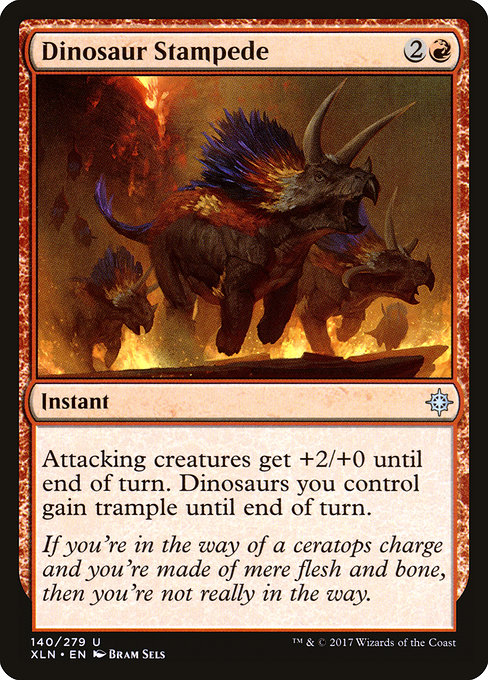 Dinosaur Stampede 2
Instant
Attacking creatures get +2/+0 until
end of turn. Dinosaurs you control
gain trample until end of turn.
If you're in the way of a ceratops charge
and you're made of mere flesh and bone,
then you're not really in the way.
140/279 U
XLN • EN Bram Sels
™ & © 2017 Wizards of the Coast